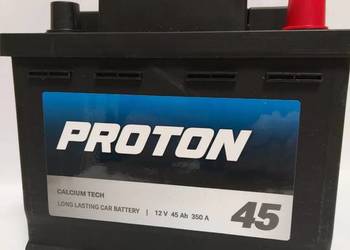 PROTON
CALCIUM TECH
LONG LASTING CAR BATTERY | 12 V 45 Ah 350 A
45